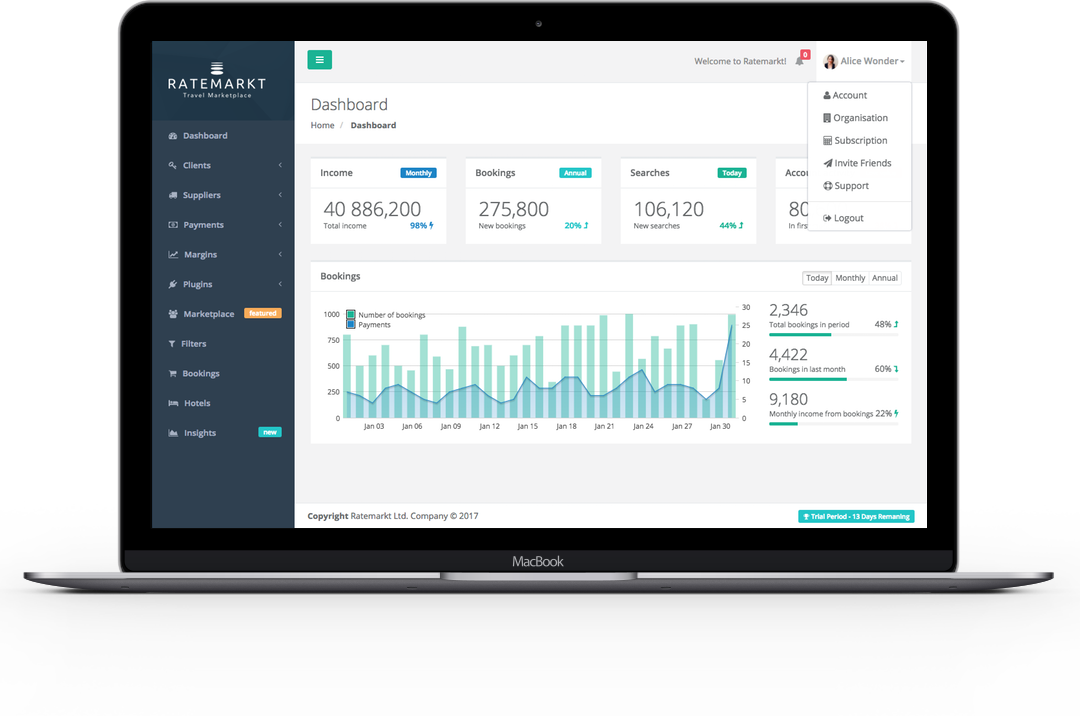 RATEMARKT
Travel Marketplace
Dashboard
Clients
Suppliers
Payments
Margins
Plugins
Marketplace featured
Filters
Bookings
Hotels
Insights new
Welcome to Ratemarkt! 0 Alice Wonder
Account
Organisation
Subscription
Invite Friends
Support
Logout
Dashboard
Home / Dashboard
Income Monthly
40 886,200
Total income 98%
Bookings Annual
275,800
New bookings 20%
Searches Today
106,120
New searches 44%
Accou
80
In firs
Bookings
Today Monthly Annual
Number of bookings
Payments
1000
750
500
250
0
30
25
20
15
10
5
0
Jan 03 Jan 06 Jan 09 Jan 12 Jan 15 Jan 18 Jan 21 Jan 24 Jan 27 Jan 30
2,346
Total bookings in period 48%
4,422
Bookings in last month 60%
9,180
Monthly income from bookings 22%
Copyright Ratemarkt Ltd. Company © 2017
Trial Period - 13 Days Remaning
MacBook